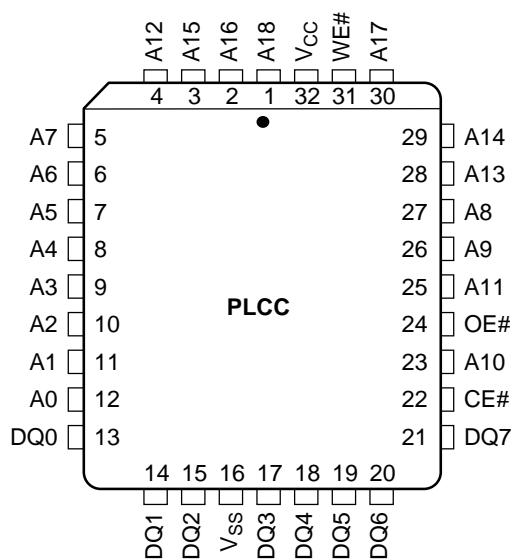 A12 A15 A16 A18 VCC WE# A17
4 3 2 1 32 31 30
A7 5 29 A14
A6 6 28 A13
A5 7 27 A8
A4 8 26 A9
A3 9 25 A11
A2 10 PLCC 24 OE#
A1 11 23 A10
A0 12 22 CE#
DQ0 13 21 DQ7
14 15 16 17 18 19 20
DQ1 DQ2 VSS DQ3 DQ4 DQ5 DQ6